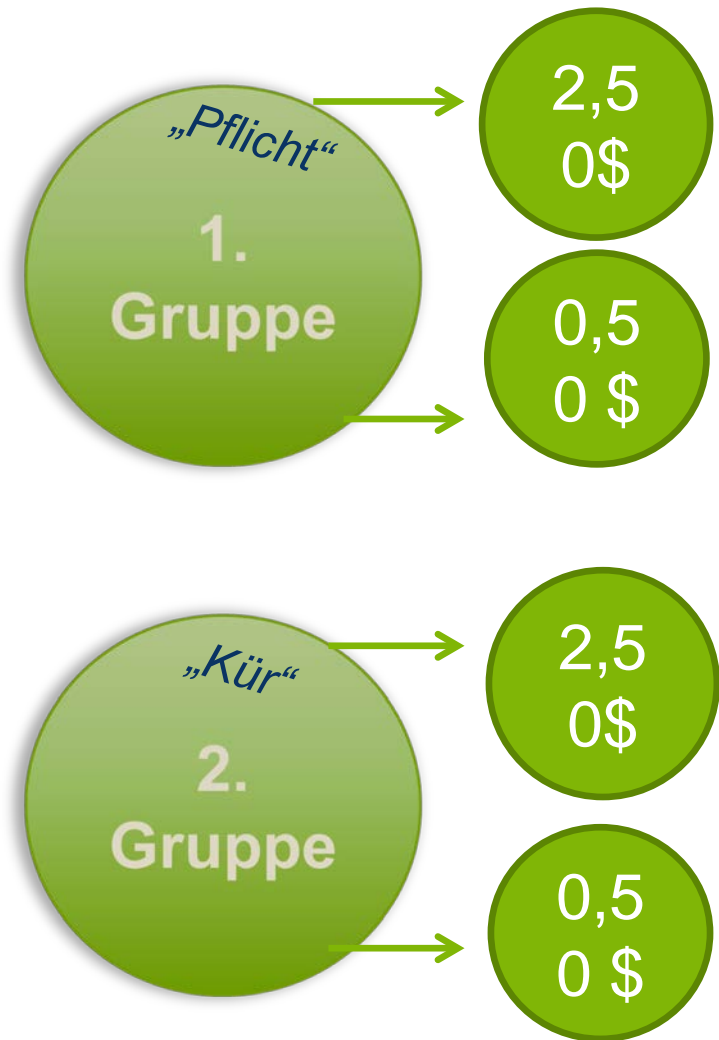 „Pflicht“
1.
Gruppe
2,5
0$
0,5
0 $
„Kür“
2.
Gruppe
2,5
0$
0,5
0 $